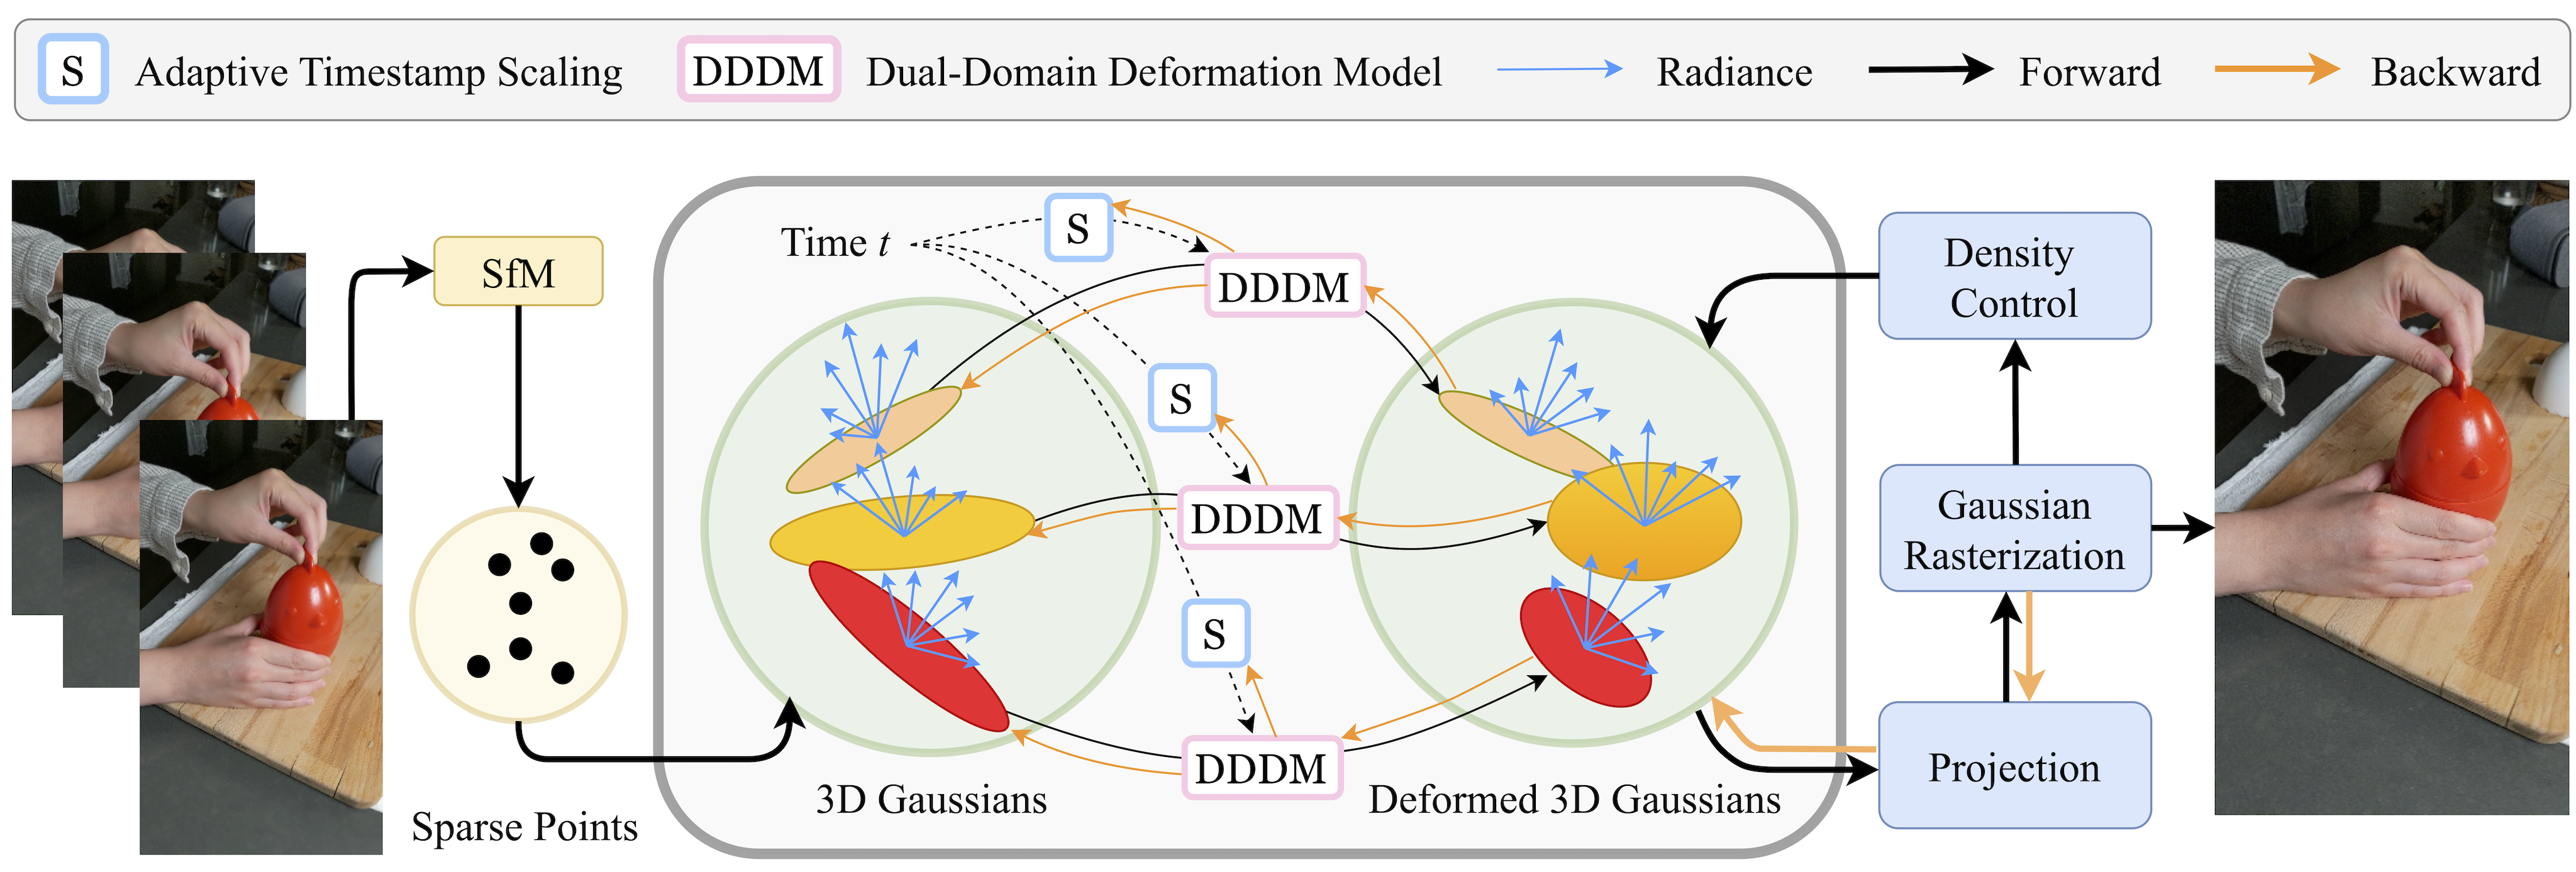 S Adaptive Timestamp Scaling DDDM Dual-Domain Deformation Model Radiance Forward Backward
SfM
Sparse Points
Time t
S
DDDM
S
DDDM
S
DDDM
3D Gaussians
Deformed 3D Gaussians
Density
Control
Gaussian
Rasterization
Projection